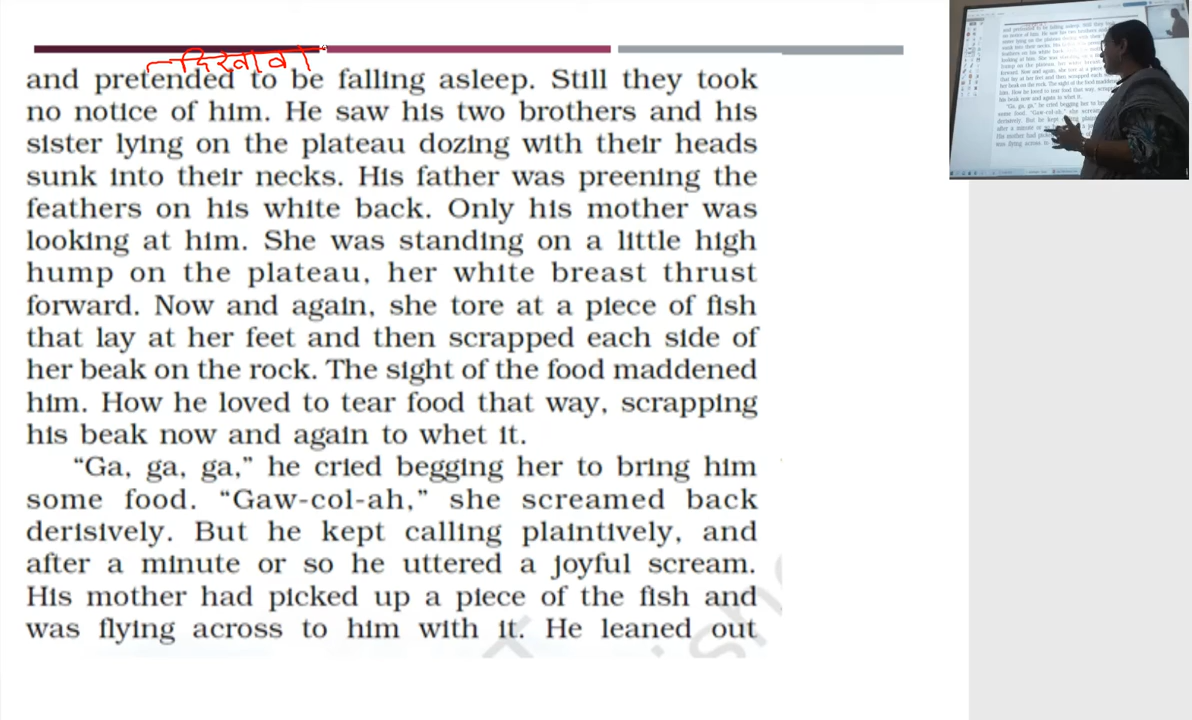 दिखावा
and pretended to be falling asleep. Still they took
no notice of him. He saw his two brothers and his
sister lying on the plateau dozing with their heads
sunk into their necks. His father was preening the
feathers on his white back. Only his mother was
looking at him. She was standing on a little high
hump on the plateau, her white breast thrust
forward. Now and again, she tore at a piece of fish
that lay at her feet and then scrapped each side of
her beak on the rock. The sight of the food maddened
him. How he loved to tear food that way, scrapping
his beak now and again to whet it.
“Ga, ga, ga,” he cried begging her to bring him
some food. “Gaw-col-ah,” she screamed back
derisively. But he kept calling plaintively, and
after a minute or so he uttered a joyful scream.
His mother had picked up a piece of the fish and
was flying across to him with it. He leaned out